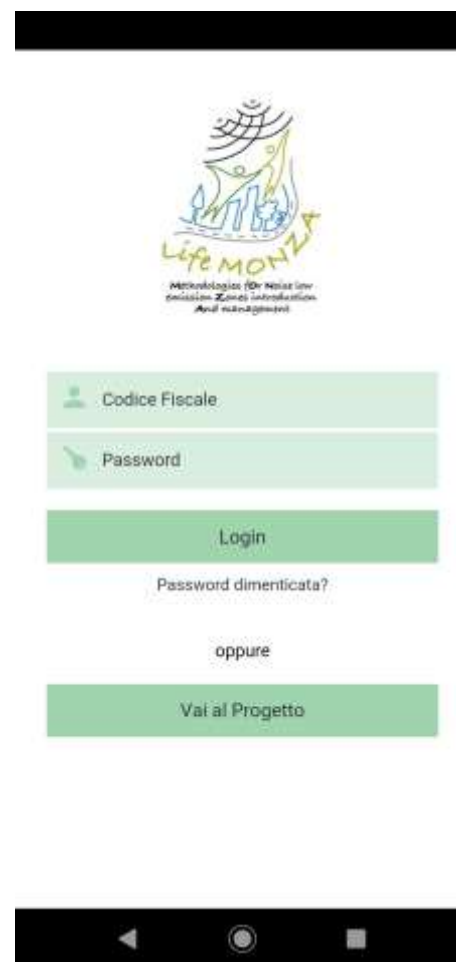 Life MONZA
Methodologies fOr Noise low
emission Zones introduction
And management
Codice Fiscale
Password
Login
Password dimenticata?
oppure
Vai al Progetto